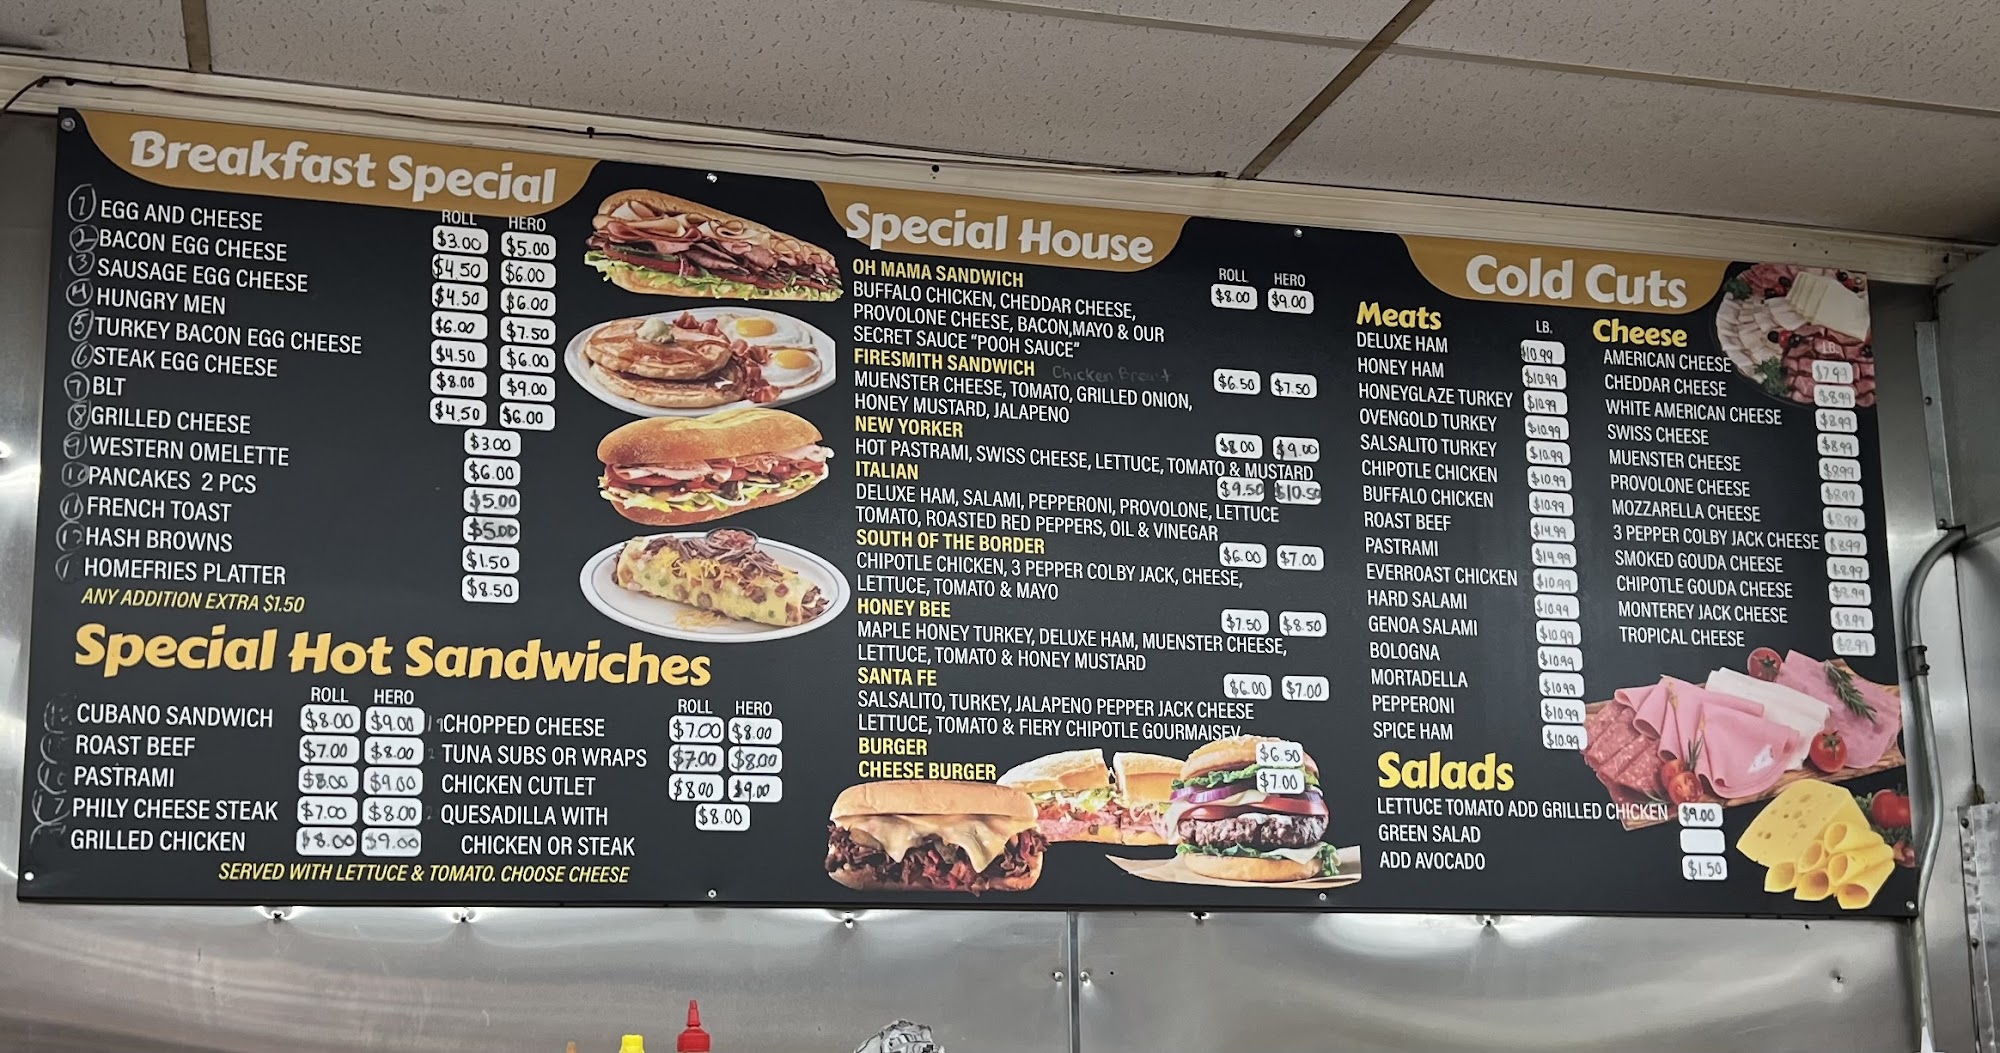 Breakfast Special
ROLL HERO
1 EGG AND CHEESE $3.00 $5.00
2 BACON EGG CHEESE $4.50 $6.00
3 SAUSAGE EGG CHEESE $4.50 $6.00
4 HUNGRY MEN $6.00 $7.50
5 TURKEY BACON EGG CHEESE $4.50 $6.00
6 STEAK EGG CHEESE $8.00 $9.00
7 BLT $4.50 $6.00
8 GRILLED CHEESE $3.00
9 WESTERN OMELETTE $6.00
10 PANCAKES 2 PCS $5.00
11 FRENCH TOAST $5.00
HASH BROWNS $1.50
HOMEFRIES PLATTER $8.50
ANY ADDITION EXTRA $1.50
Special Hot Sandwiches
ROLL HERO
CUBANO SANDWICH $8.00 $9.00
ROAST BEEF $7.00 $8.00
PASTRAMI $8.00 $9.00
17 PHILY CHEESE STEAK $7.00 $8.00
GRILLED CHICKEN $8.00 $9.00
ROLL HERO
19 CHOPPED CHEESE $7.00 $8.00
TUNA SUBS OR WRAPS $7.00 $8.00
CHICKEN CUTLET $8.00 $9.00
QUESADILLA WITH $8.00
CHICKEN OR STEAK
SERVED WITH LETTUCE & TOMATO. CHOOSE CHEESE
Special House
ROLL HERO
OH MAMA SANDWICH $8.00 $9.00
BUFFALO CHICKEN, CHEDDAR CHEESE,
PROVOLONE CHEESE, BACON,MAYO & OUR
SECRET SAUCE "POOH SAUCE"
FIRESMITH SANDWICH Chicken Breast $6.50 $7.50
MUENSTER CHEESE, TOMATO, GRILLED ONION,
HONEY MUSTARD, JALAPENO
NEW YORKER $8.00 $9.00
HOT PASTRAMI, SWISS CHEESE, LETTUCE, TOMATO & MUSTARD
ITALIAN $9.50 $10.50
DELUXE HAM, SALAMI, PEPPERONI, PROVOLONE, LETTUCE
TOMATO, ROASTED RED PEPPERS, OIL & VINEGAR
SOUTH OF THE BORDER $6.00 $7.00
CHIPOTLE CHICKEN, 3 PEPPER COLBY JACK, CHEESE,
LETTUCE, TOMATO & MAYO
HONEY BEE $7.50 $8.50
MAPLE HONEY TURKEY, DELUXE HAM, MUENSTER CHEESE,
LETTUCE, TOMATO & HONEY MUSTARD
SANTA FE $6.00 $7.00
SALSALITO, TURKEY, JALAPENO PEPPER JACK CHEESE
LETTUCE, TOMATO & FIERY CHIPOTLE GOURMAISEY
BURGER $6.50
CHEESE BURGER $7.00
Cold Cuts
Meats LB.
DELUXE HAM $10.99
HONEY HAM $10.99
HONEYGLAZE TURKEY $10.99
OVENGOLD TURKEY $10.99
SALSALITO TURKEY $10.99
CHIPOTLE CHICKEN $10.99
BUFFALO CHICKEN $10.99
ROAST BEEF $14.99
PASTRAMI $14.99
EVERROAST CHICKEN $10.99
HARD SALAMI $10.99
GENOA SALAMI $10.99
BOLOGNA $10.99
MORTADELLA $10.99
PEPPERONI $10.99
SPICE HAM $10.99
Cheese LB.
AMERICAN CHEESE $7.99
CHEDDAR CHEESE $8.99
WHITE AMERICAN CHEESE $8.99
SWISS CHEESE $8.99
MUENSTER CHEESE $8.99
PROVOLONE CHEESE $8.99
MOZZARELLA CHEESE $8.99
3 PEPPER COLBY JACK CHEESE $8.99
SMOKED GOUDA CHEESE $8.99
CHIPOTLE GOUDA CHEESE $8.99
MONTEREY JACK CHEESE $8.99
TROPICAL CHEESE $8.99
Salads
LETTUCE TOMATO ADD GRILLED CHICKEN $9.00
GREEN SALAD
ADD AVOCADO $1.50